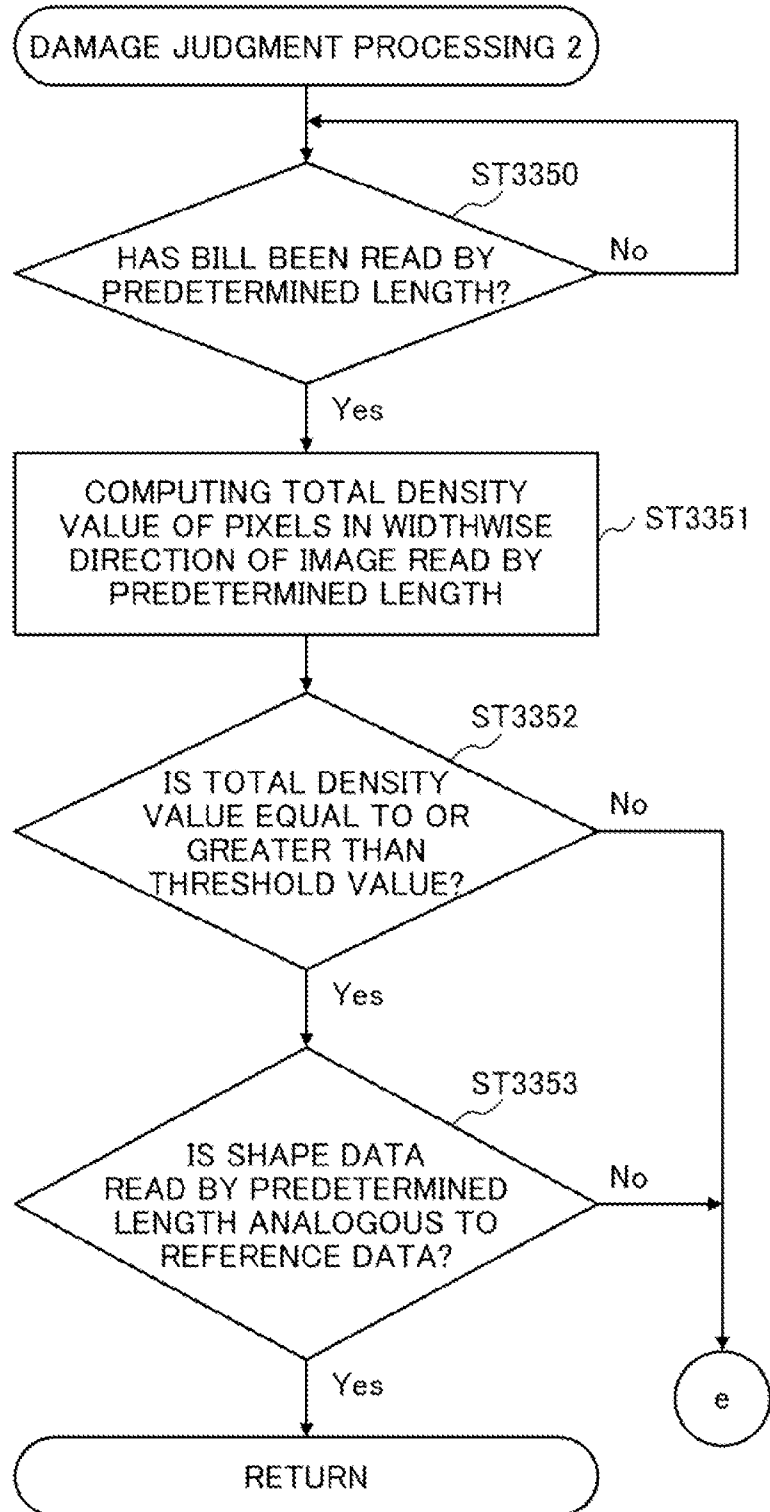 DAMAGE JUDGMENT PROCESSING 2
ST3350
HAS BILL BEEN READ BY
PREDETERMINED LENGTH?
No
Yes
COMPUTING TOTAL DENSITY
VALUE OF PIXELS IN WIDTHWISE
DIRECTION OF IMAGE READ BY
PREDETERMINED LENGTH
ST3351
ST3352
IS TOTAL DENSITY
VALUE EQUAL TO OR
GREATER THAN
THRESHOLD VALUE?
No
Yes
ST3353
IS SHAPE DATA
READ BY PREDETERMINED
LENGTH ANALOGOUS TO
REFERENCE DATA?
No
Yes
e
RETURN